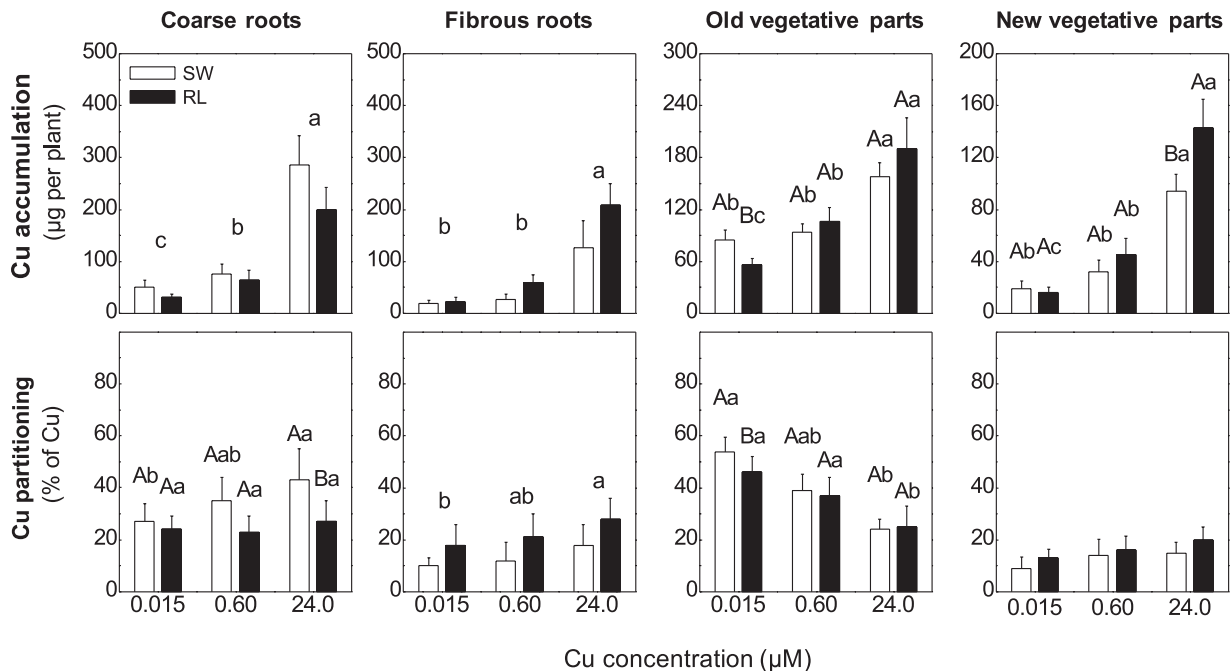 Coarse roots Fibrous roots Old vegetative parts New vegetative parts
Cu accumulation
(µg per plant)
500
400
300
200
100
0
SW
RL
c b a
500
400
300
200
100
0
b b a
300
240
180
120
60
0
Ab Bc Ab Ab Aa Aa
200
160
120
80
40
0
Ab Ac Ab Ab Ba Aa
Cu partitioning
(% of Cu)
80
60
40
20
0
Ab Aa Aab Aa Aa Ba
0.015 0.60 24.0
80
60
40
20
0
b ab a
0.015 0.60 24.0
80
60
40
20
0
Aa Ba Aab Aa Ab Ab
0.015 0.60 24.0
80
60
40
20
0
0.015 0.60 24.0
Cu concentration (µM)